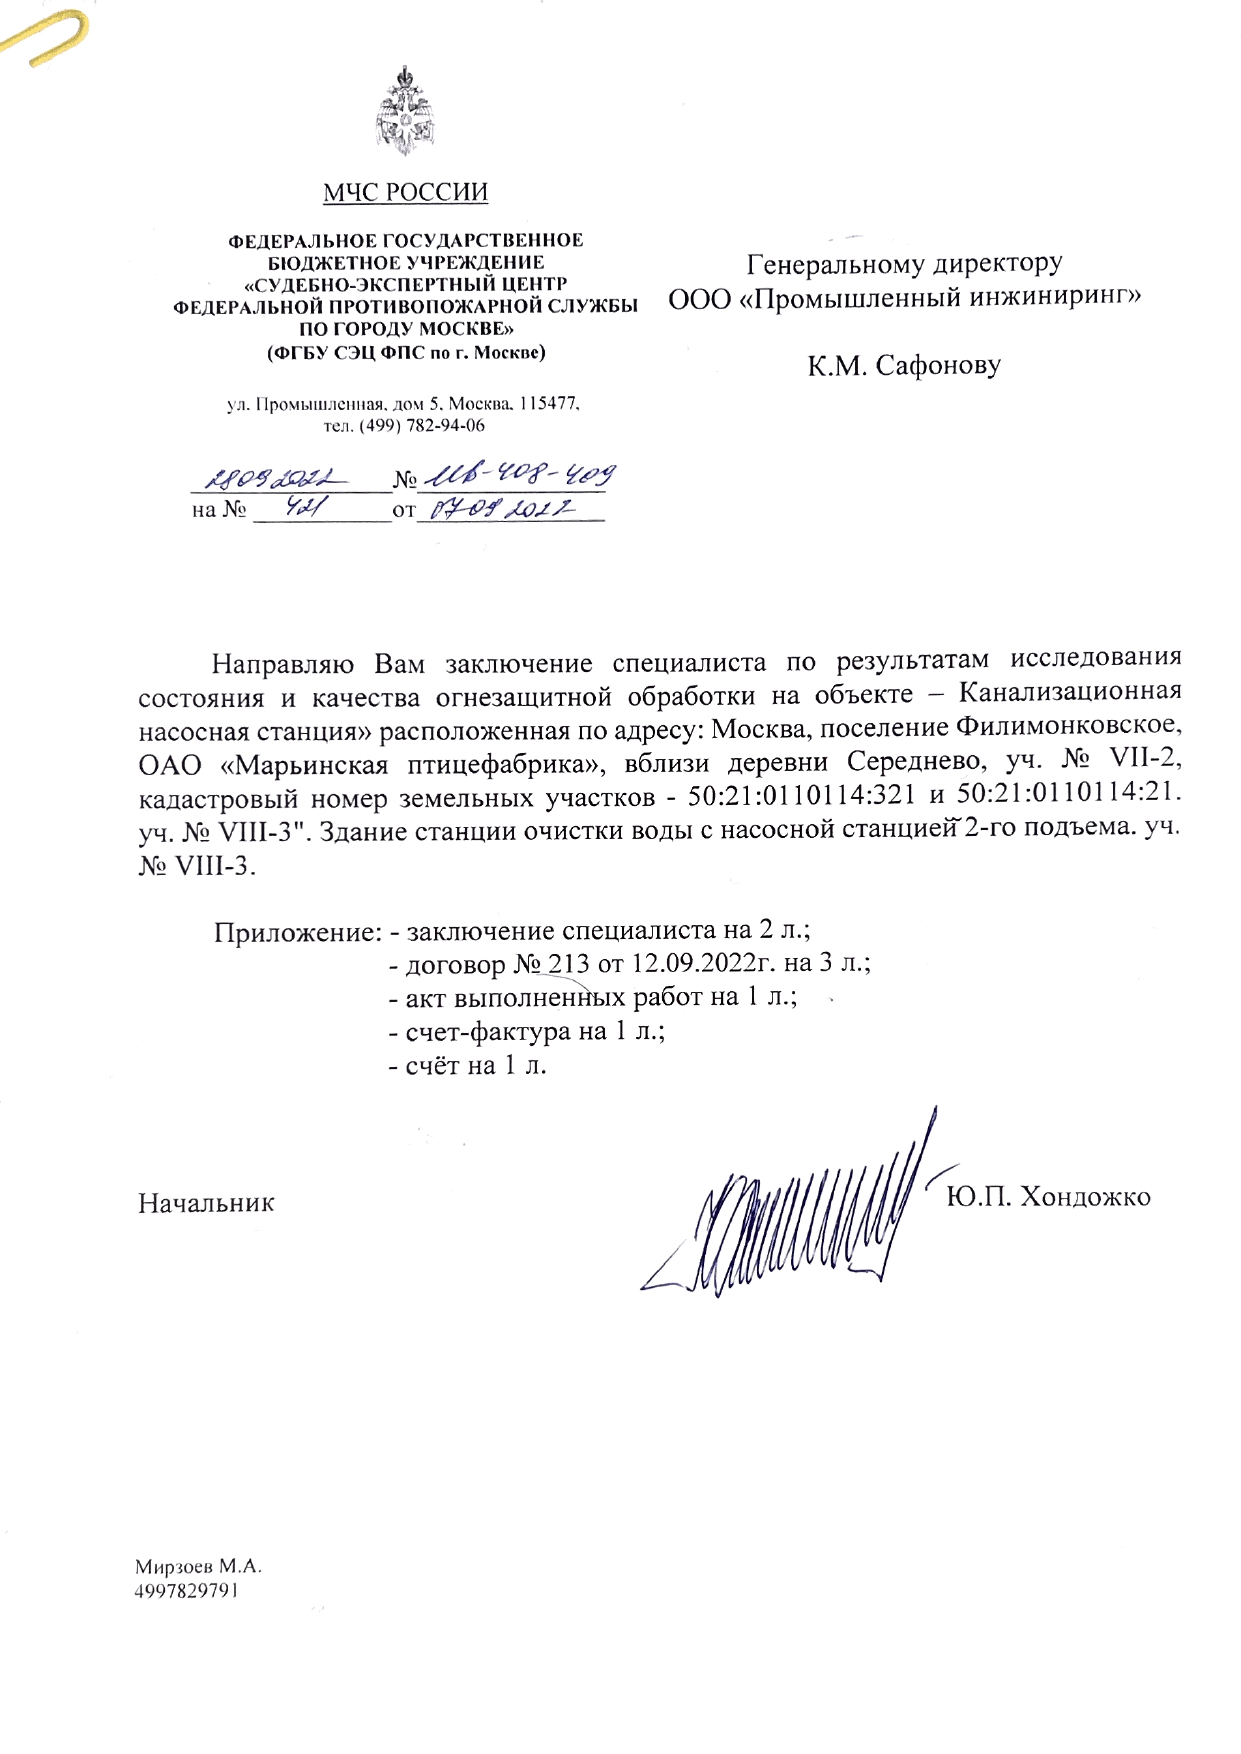 МЧС РОССИИ
ФЕДЕРАЛЬНОЕ ГОСУДАРСТВЕННОЕ
БЮДЖЕТНОЕ УЧРЕЖДЕНИЕ
«СУДЕБНО-ЭКСПЕРТНЫЙ ЦЕНТР
ФЕДЕРАЛЬНОЙ ПРОТИВОПОЖАРНОЙ СЛУЖБЫ
ПО ГОРОДУ МОСКВЕ»
(ФГБУ СЭЦ ФПС по г. Москве)
ул. Промышленная, дом 5, Москва, 115477,
тел. (499) 782-94-06
28092022 № -408-409
на № 421 от 07092022
Генеральному директору
ООО «Промышленный инжиниринг»
К.М. Сафонову
Направляю Вам заключение специалиста по результатам исследования
состояния и качества огнезащитной обработки на объекте – Канализационная
насосная станция» расположенная по адресу: Москва, поселение Филимонковское,
ОАО «Марьинская птицефабрика», вблизи деревни Середнево, уч. № VII-2,
кадастровый номер земельных участков - 50:21:0110114:321 и 50:21:0110114:21.
уч. № VIII-3". Здание станции очистки воды с насосной станцией 2-го подъема. уч.
№ VIII-3.
Приложение: - заключение специалиста на 2 л.;
- договор № 213 от 12.09.2022г. на 3 л.;
- акт выполненных работ на 1 л.;
- счет-фактура на 1 л.;
- счёт на 1 л.
Начальник Ю.П. Хондожко
Мирзоев М.А.
4997829791